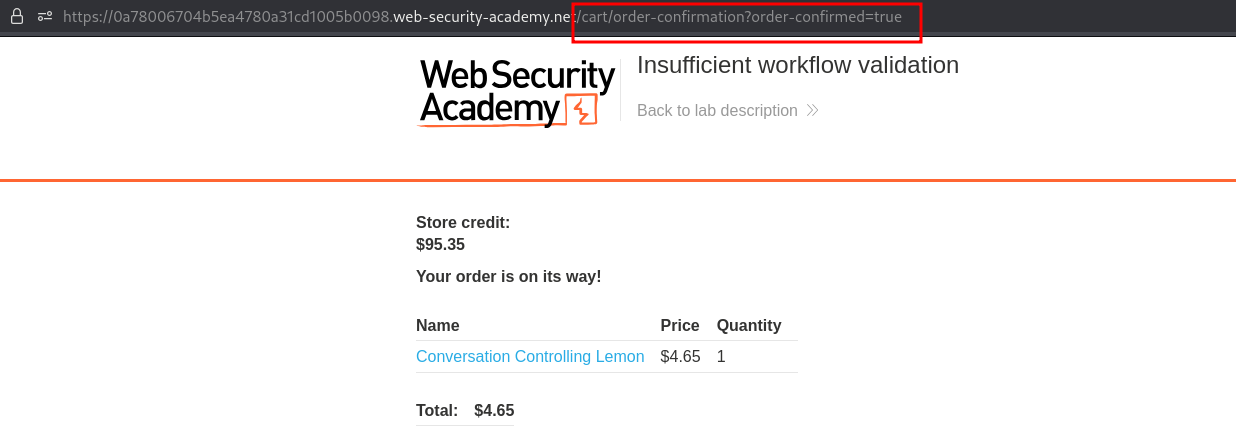 https://0a78006704b5ea4780a31cd1005b0098.web-security-academy.net/cart/order-confirmation?order-confirmed=true
Web Security
Academy
Insufficient workflow validation
Back to lab description
Store credit:
$95.35
Your order is on its way!
Name Price Quantity
Conversation Controlling Lemon $4.65 1
Total: $4.65